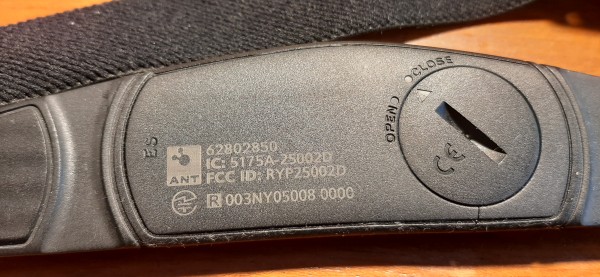 E5
62802850
IC: 5175A-25002D
FCC ID: RYP25002D
ANT
R 003NY05008 0000
OPEN
CLOSE
CE